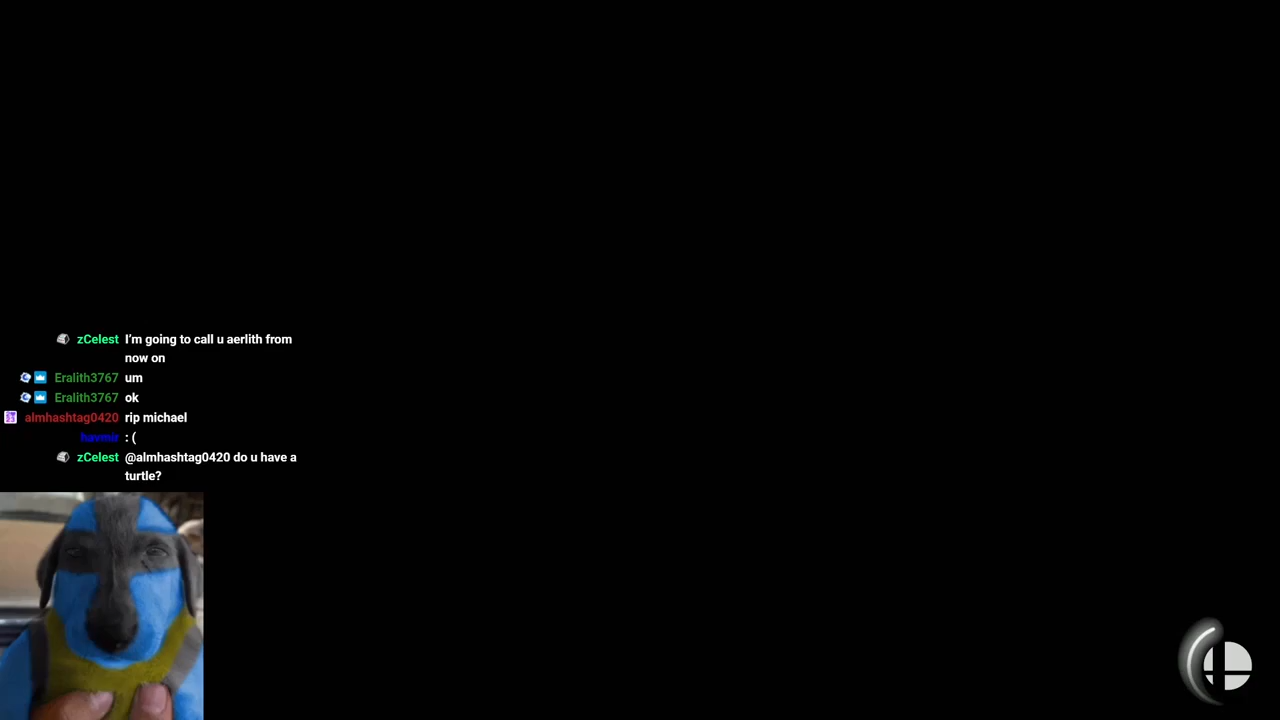 zCelest I’m going to call u aerlith from
now on
Eralith3767 um
Eralith3767 ok
almhashtag0420 rip michael
havmir : (
zCelest @almhashtag0420 do u have a
turtle?